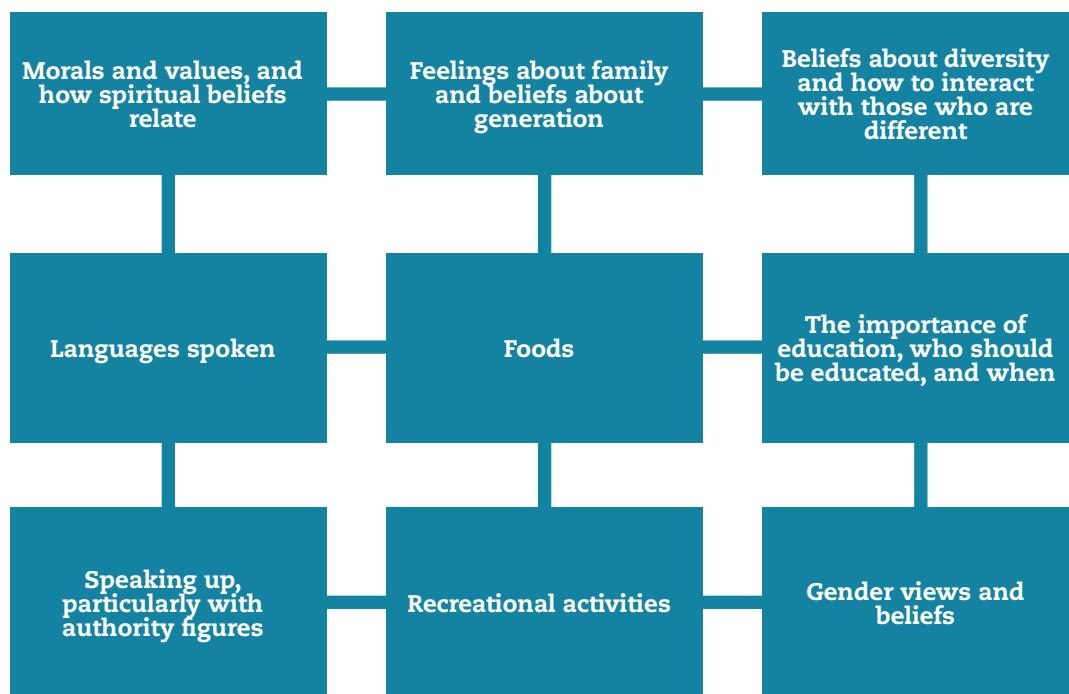 Morals and values, and
how spiritual beliefs
relate
Feelings about family
and beliefs about
generation
Beliefs about diversity
and how to interact
with those who are
different
Languages spoken
Foods
The importance of
education, who should
be educated, and when
Speaking up,
particularly with
authority figures
Recreational activities
Gender views and
beliefs